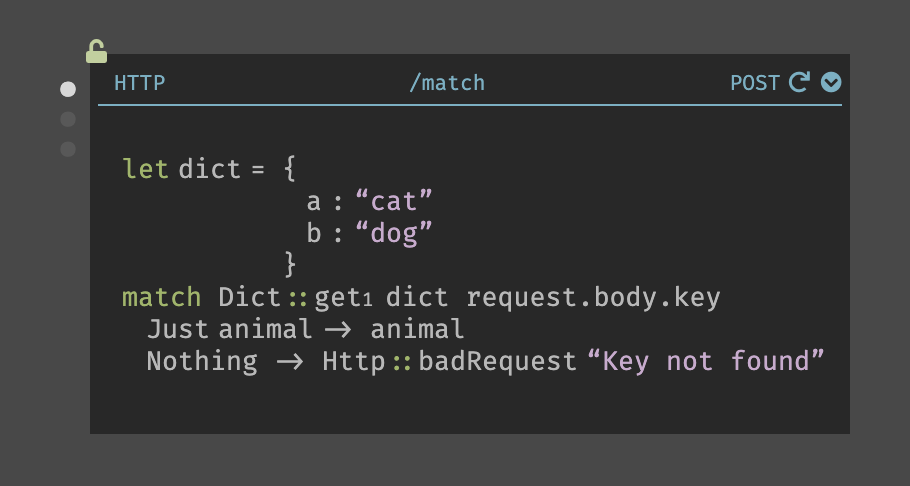 HTTP /match POST
let dict = {
a : “cat”
b : “dog”
}
match Dict::get1 dict request.body.key
Just animal -> animal
Nothing -> Http::badRequest “Key not found”